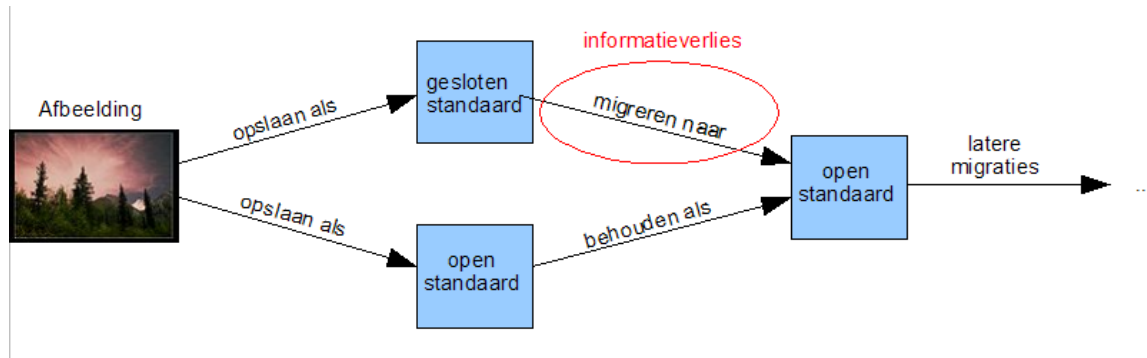 informatieverlies
Afbeelding
opslaan als
gesloten
standaard
migreren naar
opslaan als
open
standaard
behouden als
open
standaard
latere
migraties
...